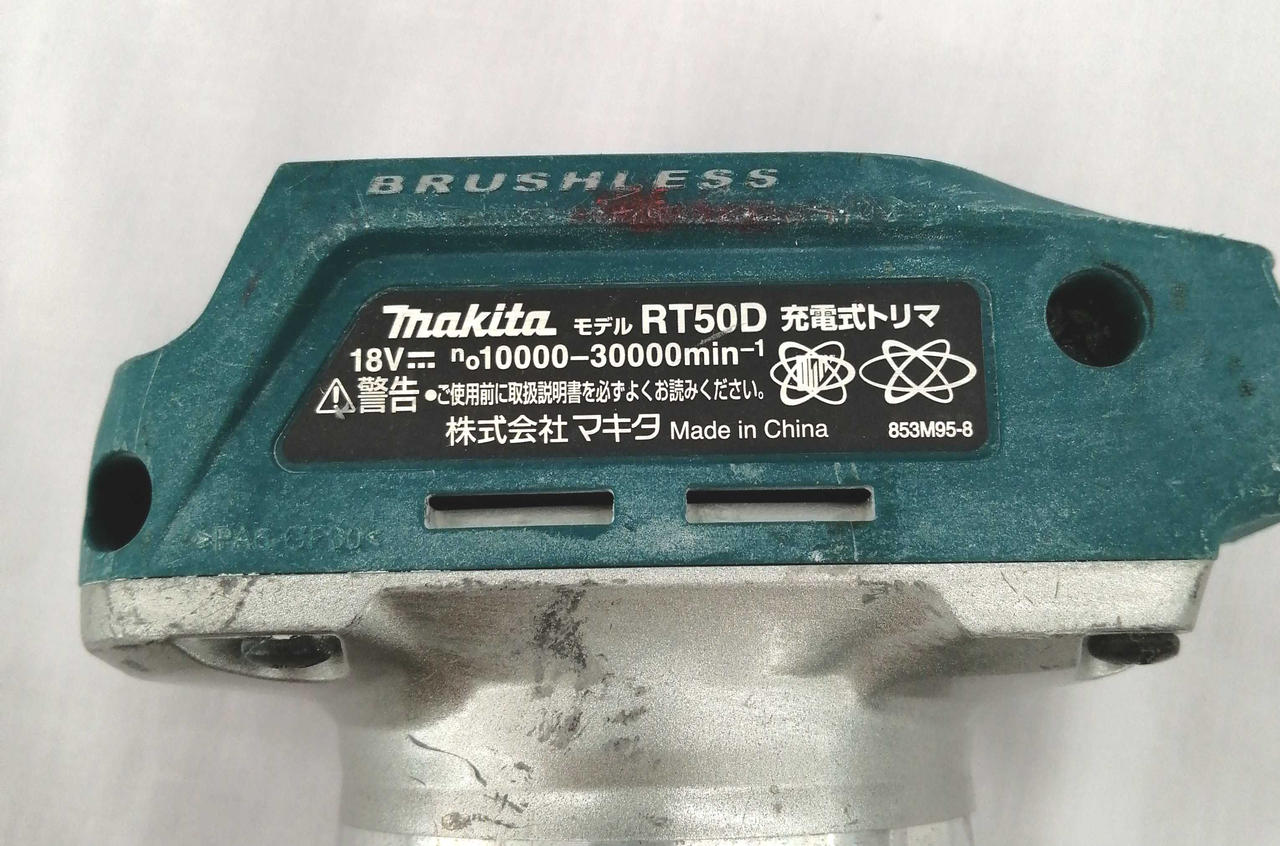 BRUSHLESS
makita モデル RT50D 充電式トリマ
18V⎓ n₀10000–30000min⁻¹
⚠警告 ●ご使用前に取扱説明書を必ずよくお読みください。
株式会社マキタ Made in China 853M95-8